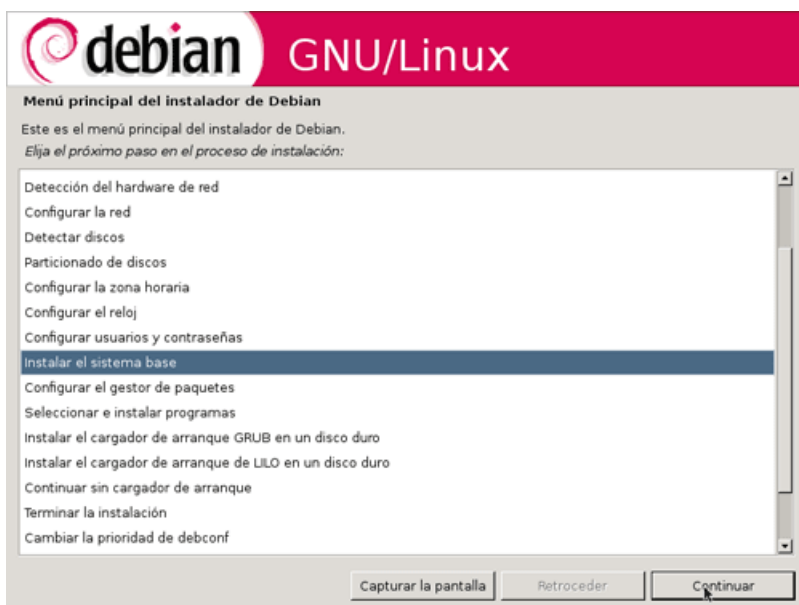 debian GNU/Linux
Menú principal del instalador de Debian
Este es el menú principal del instalador de Debian.
Elija el próximo paso en el proceso de instalación:
Detección del hardware de red
Configurar la red
Detectar discos
Particionado de discos
Configurar la zona horaria
Configurar el reloj
Configurar usuarios y contraseñas
Instalar el sistema base
Configurar el gestor de paquetes
Seleccionar e instalar programas
Instalar el cargador de arranque GRUB en un disco duro
Instalar el cargador de arranque de LILO en un disco duro
Continuar sin cargador de arranque
Terminar la instalación
Cambiar la prioridad de debconf
Capturar la pantalla Retroceder Continuar